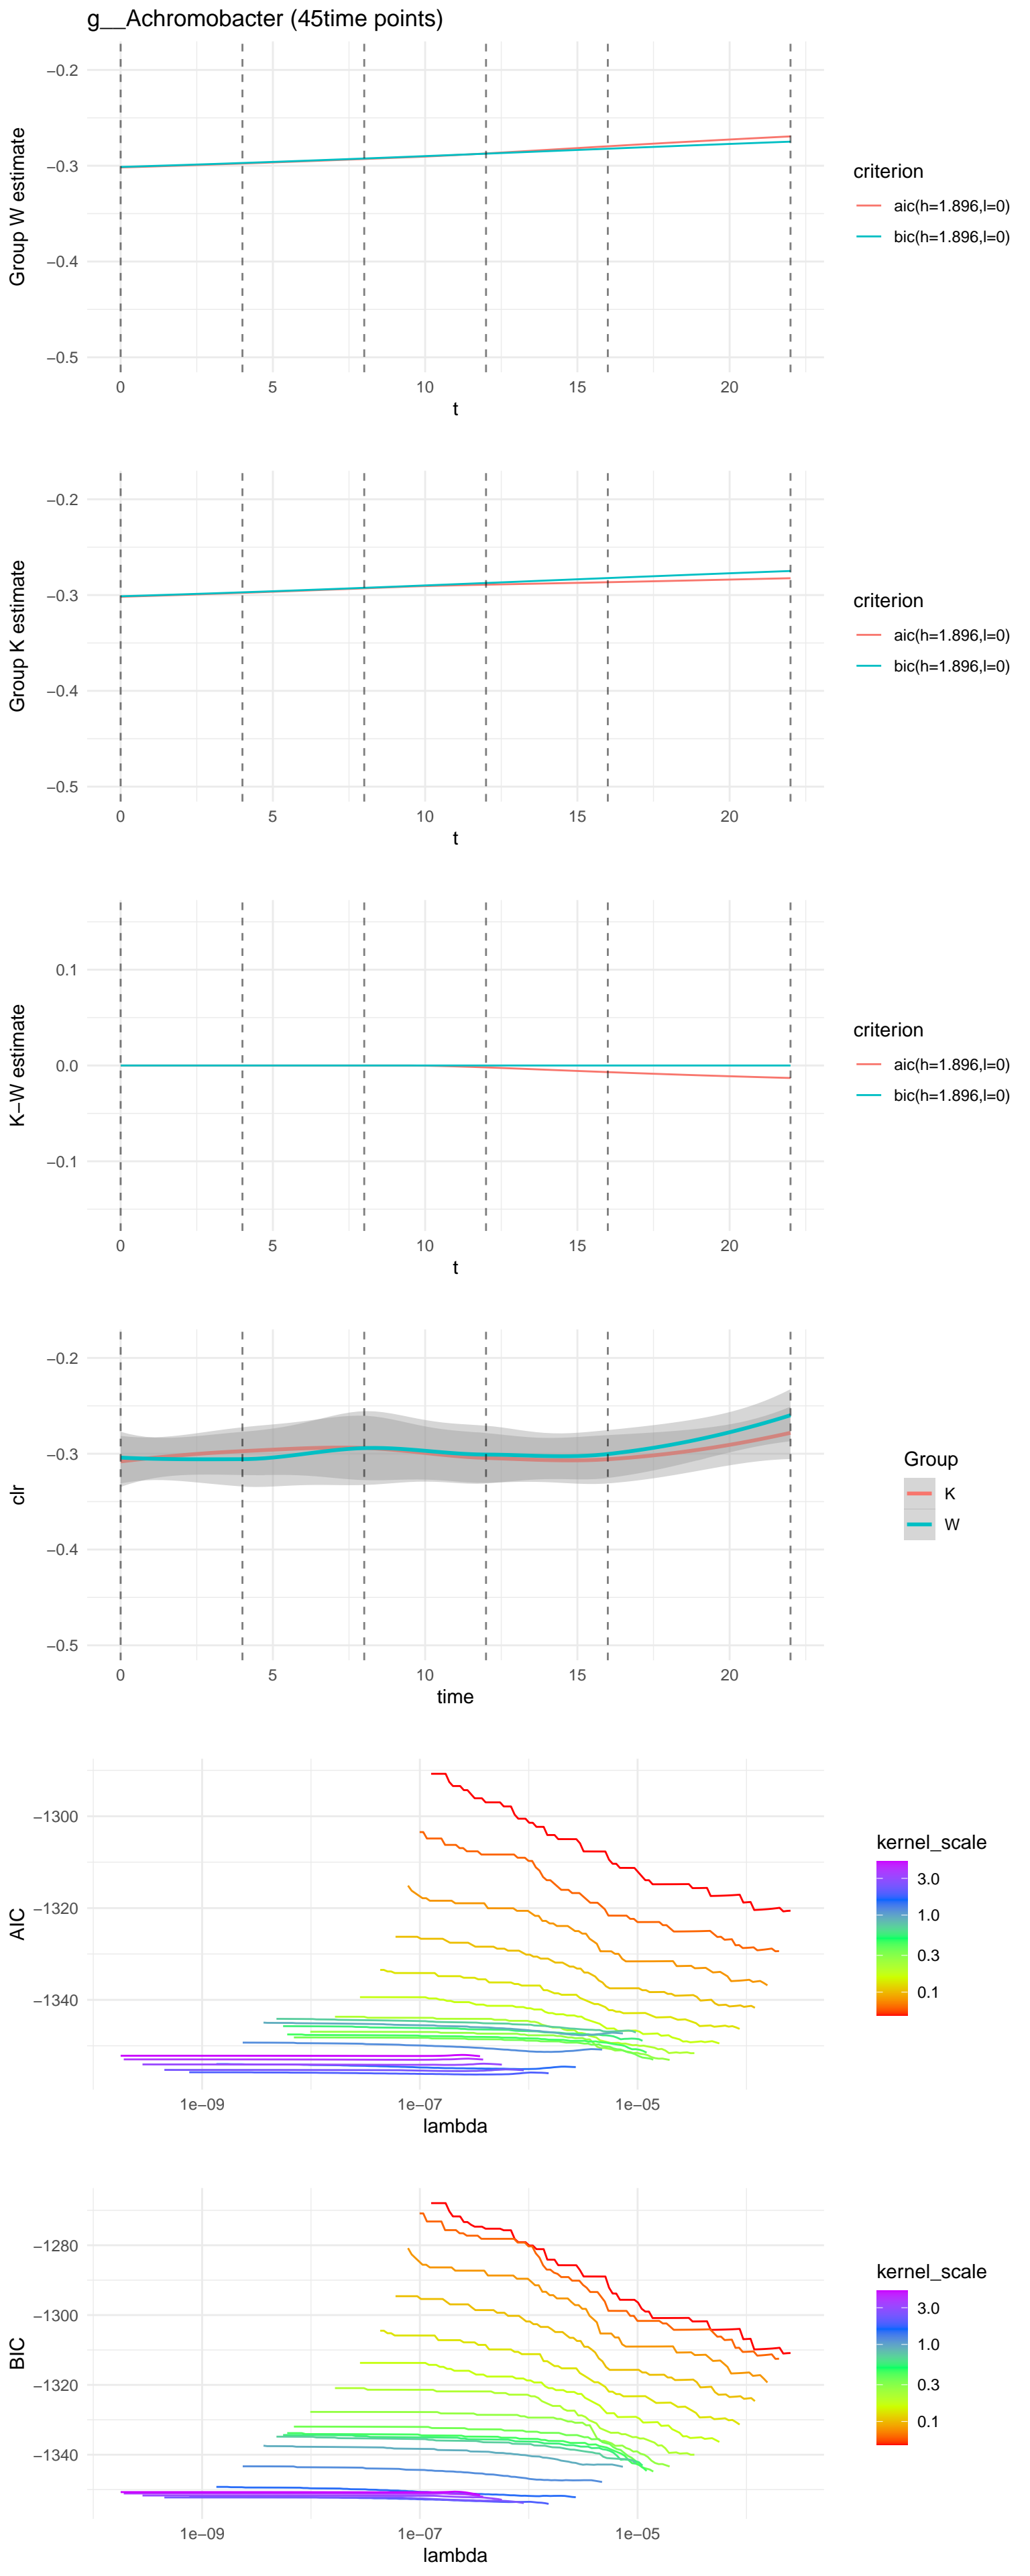 g__Achromobacter (45time points)
Group W estimate
−0.2
−0.3
−0.4
−0.5
0 5 10 15 20
t
criterion
aic(h=1.896,l=0)
bic(h=1.896,l=0)
Group K estimate
−0.2
−0.3
−0.4
−0.5
0 5 10 15 20
t
criterion
aic(h=1.896,l=0)
bic(h=1.896,l=0)
K−W estimate
0.1
0.0
−0.1
0 5 10 15 20
t
criterion
aic(h=1.896,l=0)
bic(h=1.896,l=0)
clr
−0.2
−0.3
−0.4
−0.5
0 5 10 15 20
time
Group
K
W
AIC
−1300
−1320
−1340
1e−09 1e−07 1e−05
lambda
kernel_scale
3.0
1.0
0.3
0.1
BIC
−1280
−1300
−1320
−1340
1e−09 1e−07 1e−05
lambda
kernel_scale
3.0
1.0
0.3
0.1